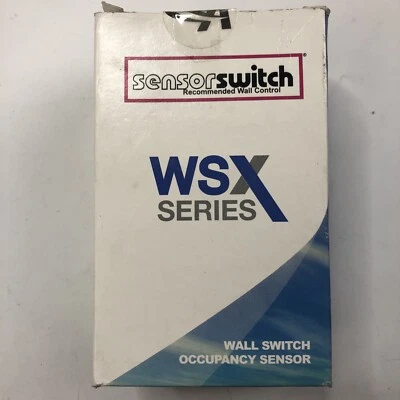 sensorswitch®
Recommended Wall Control
WSX
SERIES
WALL SWITCH
OCCUPANCY SENSOR